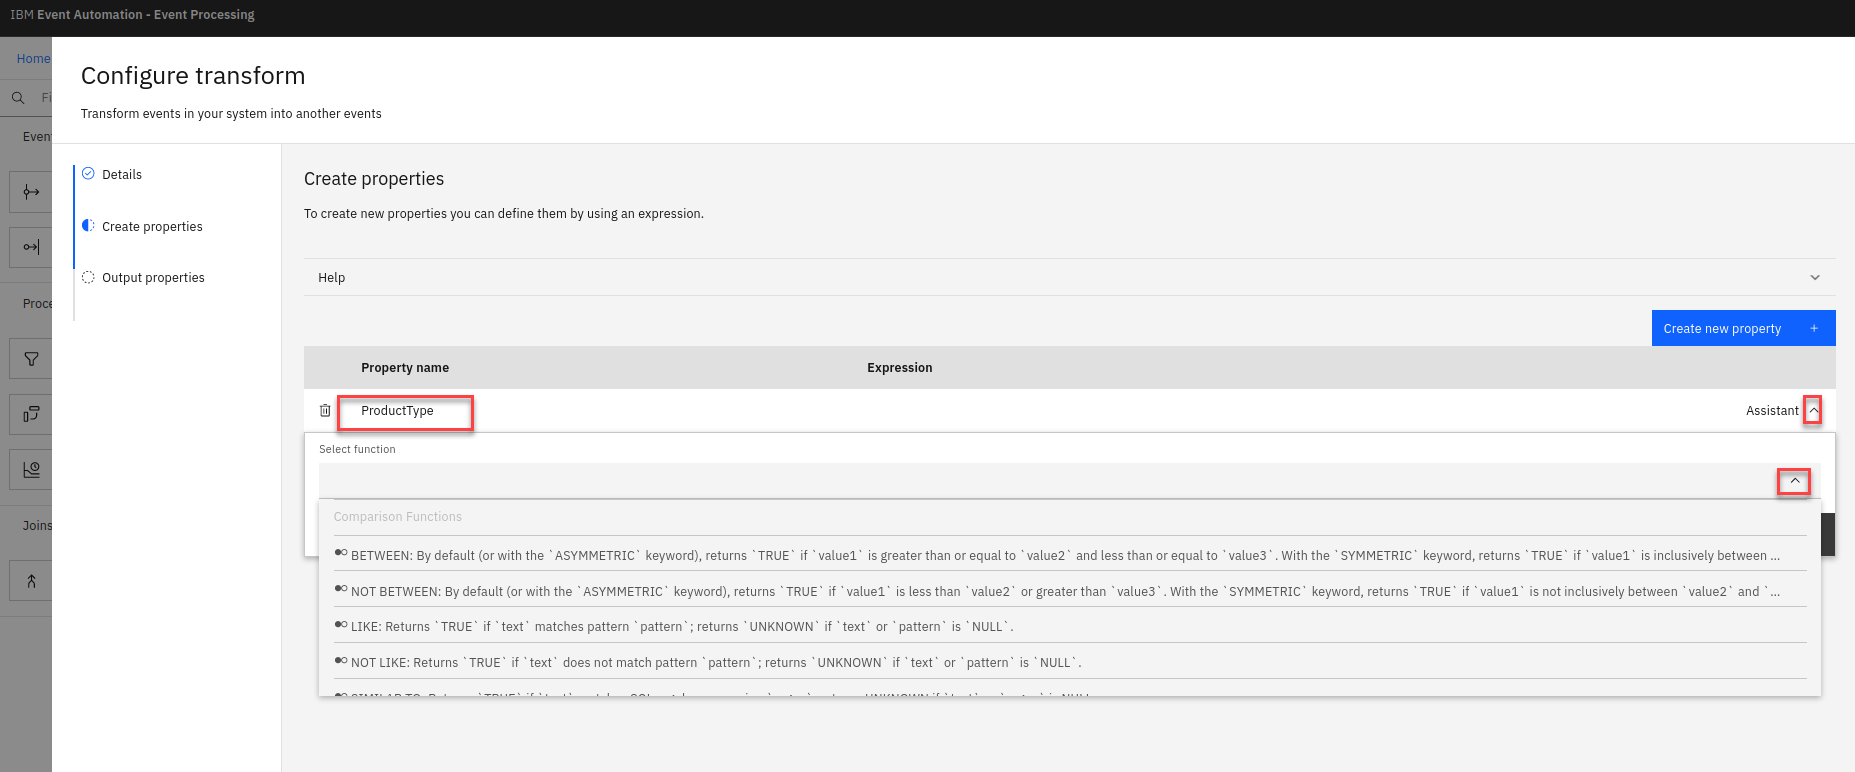 IBM Event Automation - Event Processing
Home
Fi
Configure transform
Transform events in your system into another events
Event
Details
Create properties
Output properties
Proce
Joins
Create properties
To create new properties you can define them by using an expression.
Help
Create new property +
Property name Expression
ProductType Assistant
Select function
Comparison Functions
BETWEEN: By default (or with the `ASYMMETRIC` keyword), returns `TRUE` if `value1` is greater than or equal to `value2` and less than or equal to `value3`. With the `SYMMETRIC` keyword, returns `TRUE` if `value1` is inclusively between ...
NOT BETWEEN: By default (or with the `ASYMMETRIC` keyword), returns `TRUE` if `value1` is less than `value2` or greater than `value3`. With the `SYMMETRIC` keyword, returns `TRUE` if `value1` is not inclusively between `value2` and `...
LIKE: Returns `TRUE` if `text` matches pattern `pattern`; returns `UNKNOWN` if `text` or `pattern` is `NULL`.
NOT LIKE: Returns `TRUE` if `text` does not match pattern `pattern`; returns `UNKNOWN` if `text` or `pattern` is `NULL`.